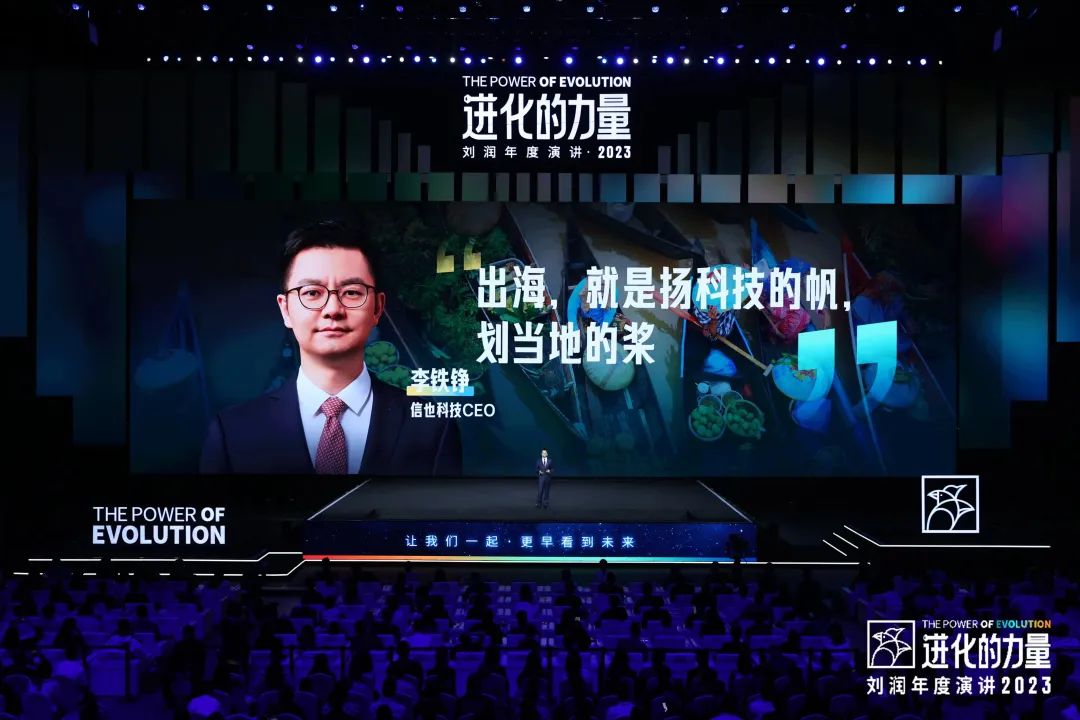 THE POWER OF EVOLUTION
进化的力量
刘润年度演讲·2023
出海，就是扬科技的帆，
划当地的桨
李铁铮
信也科技CEO
THE POWER OF
EVOLUTION
让我们一起·更早看到未来
THE POWER OF EVOLUTION
进化的力量
刘润年度演讲2023